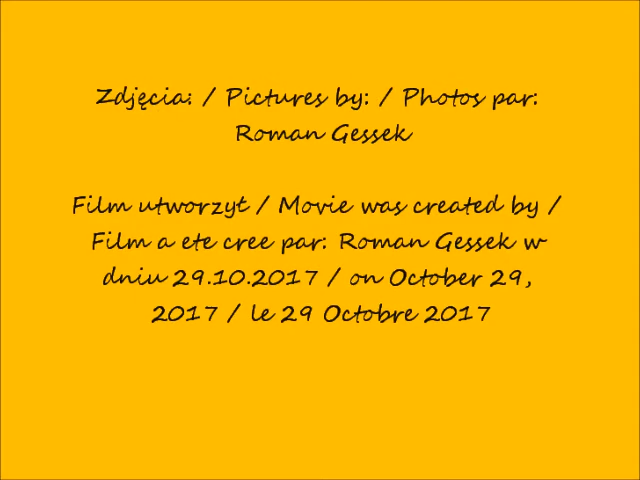 Zdjęcia: / Pictures by: / Photos par:
Roman Gessek
Film utworzył / Movie was created by /
Film a ete cree par: Roman Gessek w
dniu 29.10.2017 / on October 29,
2017 / le 29 Octobre 2017